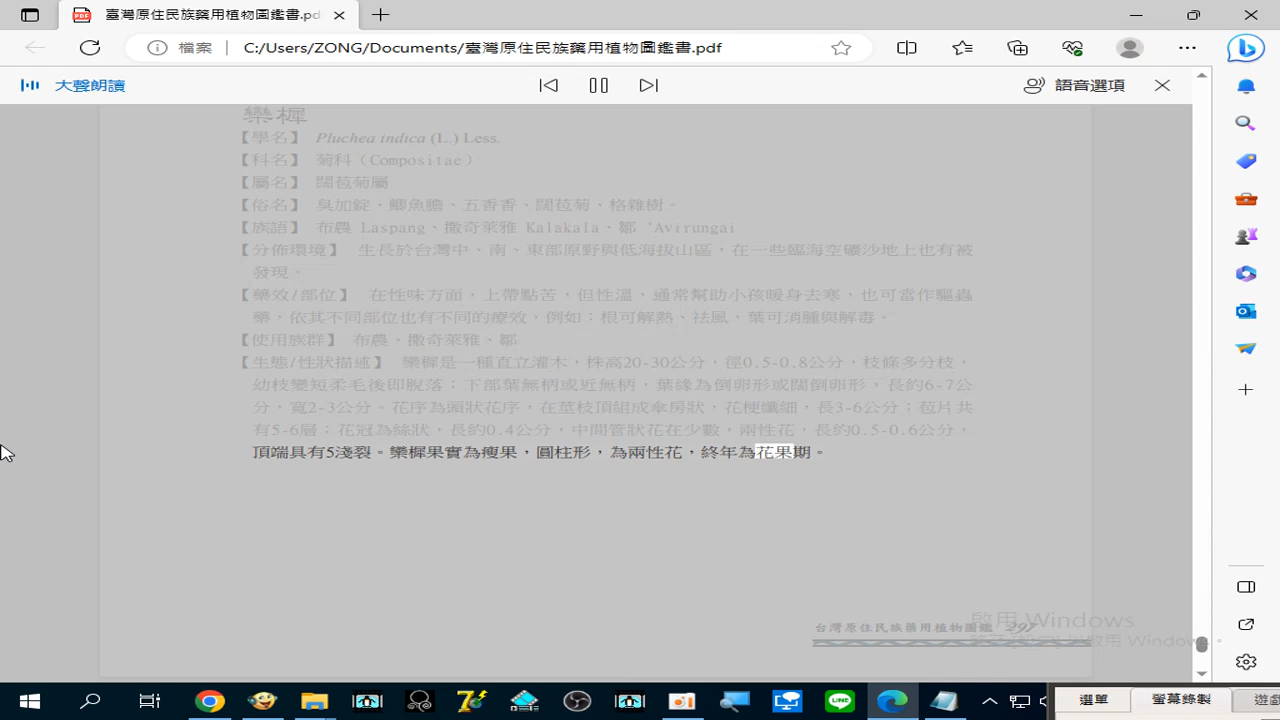 臺灣原住民族藥用植物圖鑑書.pd
檔案
C:/Users/ZONG/Documents/臺灣原住民族藥用植物圖鑑書.pdf
大聲朗讀
語音選項
欒樨
【學名】 Pluchea indica (L.) Less.
【科名】 菊科（Compositae）
【屬名】 闊苞菊屬
【俗名】 臭加錠、鯽魚膽、五香香、闊苞菊、格雜樹。
【族語】 布農 Laspang、撒奇萊雅 Kalakala、鄒 'Avirungai
【分佈環境】 生長於台灣中、南、東部原野與低海拔山區，在一些臨海空礦沙地上也有被
發現。
【藥效/部位】 在性味方面，上帶點苦，但性溫，通常幫助小孩暖身去寒，也可當作驅蟲
藥，依其不同部位也有不同的療效，例如：根可解熱、祛風，葉可消腫與解毒。
【使用族群】 布農、撒奇萊雅、鄒
【生態/性狀描述】 欒樨是一種直立灌木，株高20-30公分，徑0.5-0.8公分，枝條多分枝，
幼枝變短柔毛後即脫落；下部葉無柄或近無柄、葉緣為倒卵形或闊倒卵形，長約6-7公
分，寬2-3公分。花序為頭狀花序，在莖枝頂組成傘房狀，花梗纖細，長3-6公分；苞片共
有5-6層；花冠為絲狀，長約0.4公分，中間管狀花在少數，兩性花，長約0.5-0.6公分，
頂端具有5淺裂。欒樨果實為瘦果，圓柱形，為兩性花，終年為花果期。
啟用 Windows
台灣原住民族藥用植物圖鑑 297
選單
螢幕錄製
遊戲